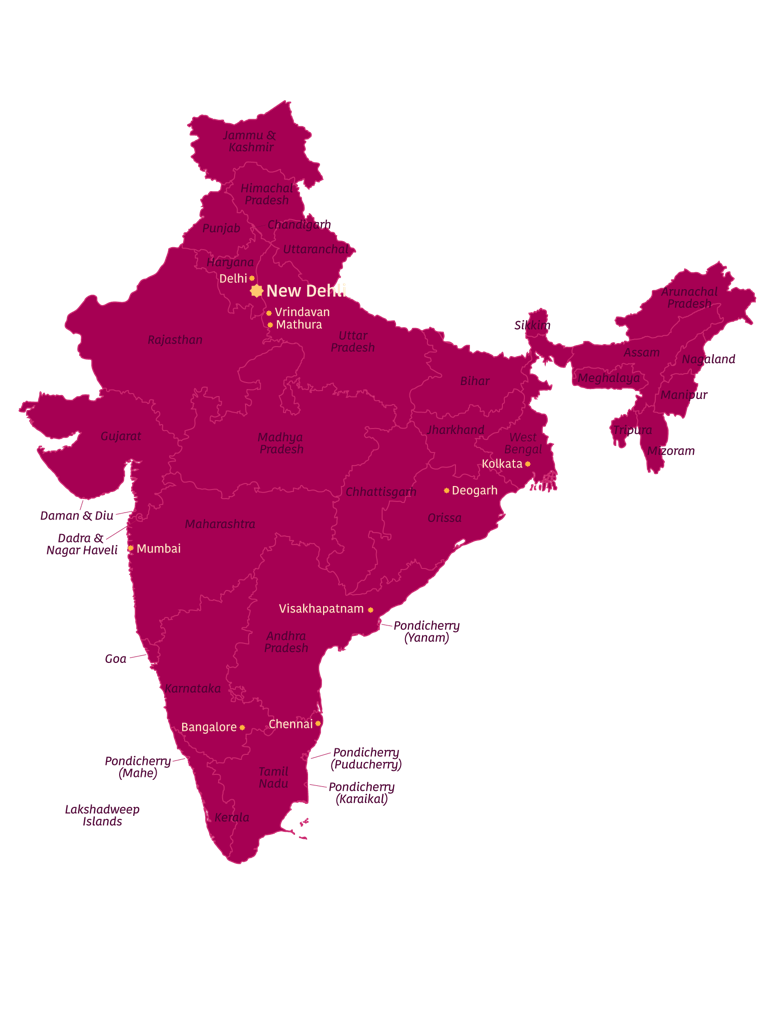 Jammu &
Kashmir
Himachal
Pradesh
Chandigarh
Punjab
Uttaranchal
Haryana
Delhi
New Delhi
Vrindavan
Mathura
Arunachal
Pradesh
Sikkim
Rajasthan
Uttar
Pradesh
Assam
Nagaland
Bihar
Meghalaya
Manipur
Gujarat
Madhya
Pradesh
Jharkhand
West
Bengal
Tripura
Mizoram
Kolkata
Chhattisgarh
Deogarh
Daman & Diu
Maharashtra
Orissa
Dadra &
Nagar Haveli
Mumbai
Visakhapatnam
Pondicherry
(Yanam)
Andhra
Pradesh
Goa
Karnataka
Bangalore
Chennai
Pondicherry
(Mahe)
Pondicherry
(Puducherry)
Tamil
Nadu
Pondicherry
(Karaikal)
Lakshadweep
Islands
Kerala